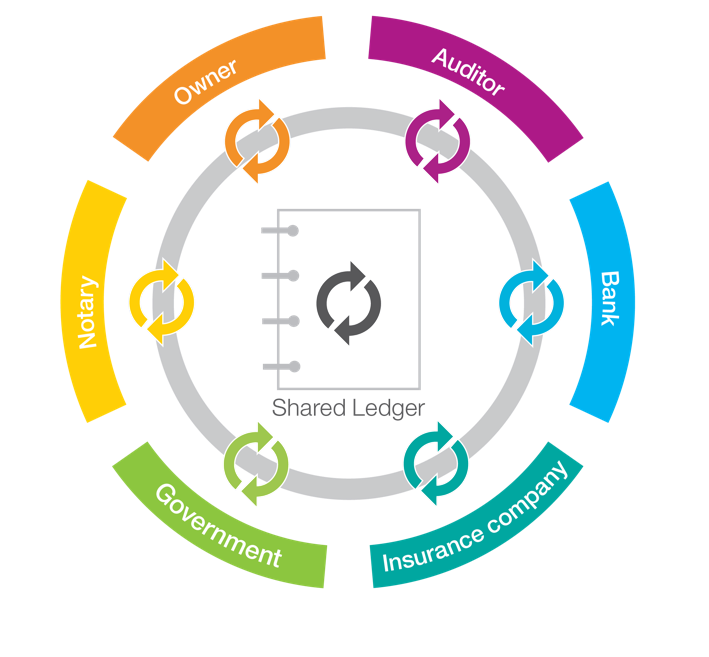 Owner
Auditor
Notary
Bank
Shared Ledger
Government
Insurance company